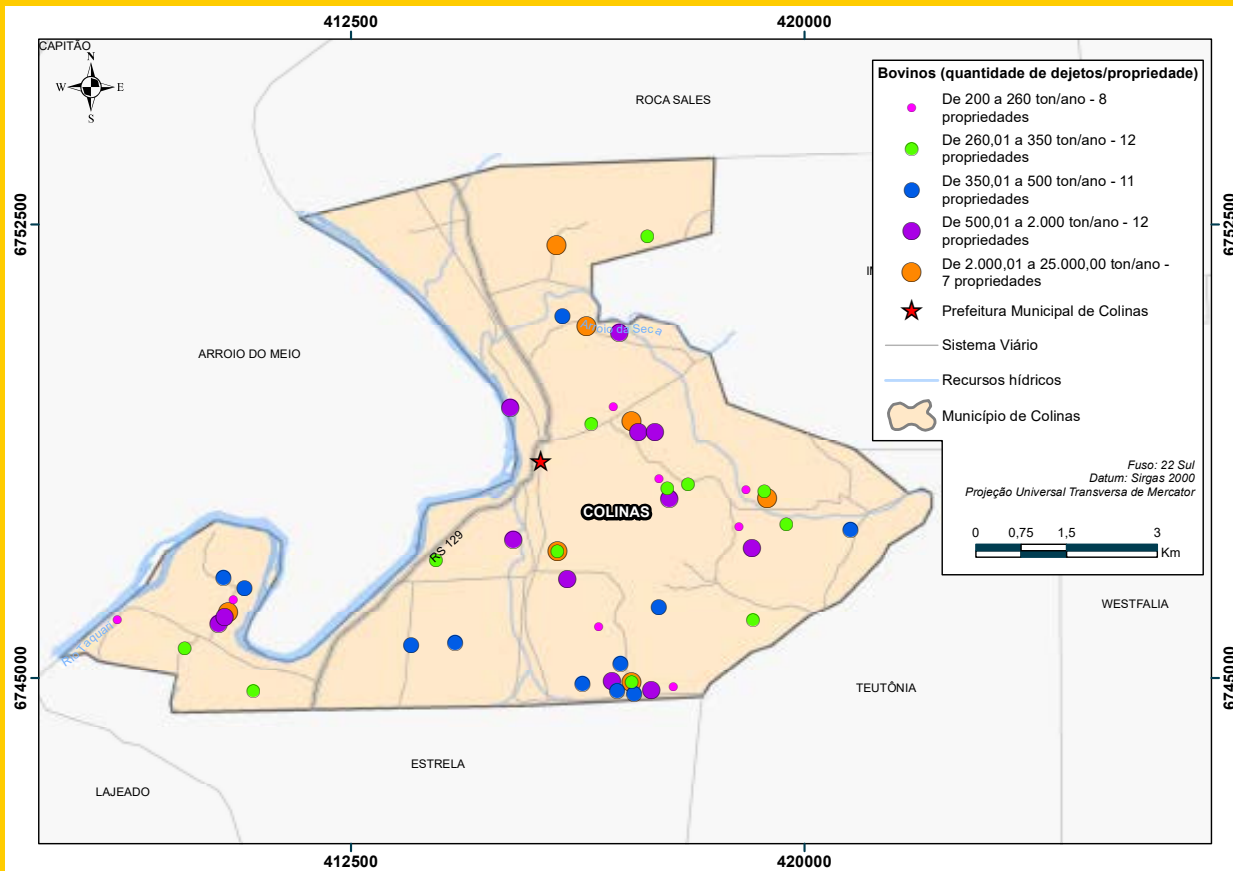 412500
420000
CAPITÃO
N
W
E
S
ROCA SALES
Bovinos (quantidade de dejetos/propriedade)
De 200 a 260 ton/ano - 8
propriedades
De 260,01 a 350 ton/ano - 12
propriedades
De 350,01 a 500 ton/ano - 11
propriedades
De 500,01 a 2.000 ton/ano - 12
propriedades
De 2.000,01 a 25.000,00 ton/ano -
7 propriedades
Prefeitura Municipal de Colinas
Sistema Viário
Recursos hídricos
Município de Colinas
Fuso: 22 Sul
Datum: Sirgas 2000
Projeção Universal Transversa de Mercator
0
0,75
1,5
3
Km
6752500
6752500
Arroio da Seca
ARROIO DO MEIO
COLINAS
RS 129
WESTFALIA
Rio Taquari
6745000
6745000
TEUTÔNIA
ESTRELA
LAJEADO
412500
420000